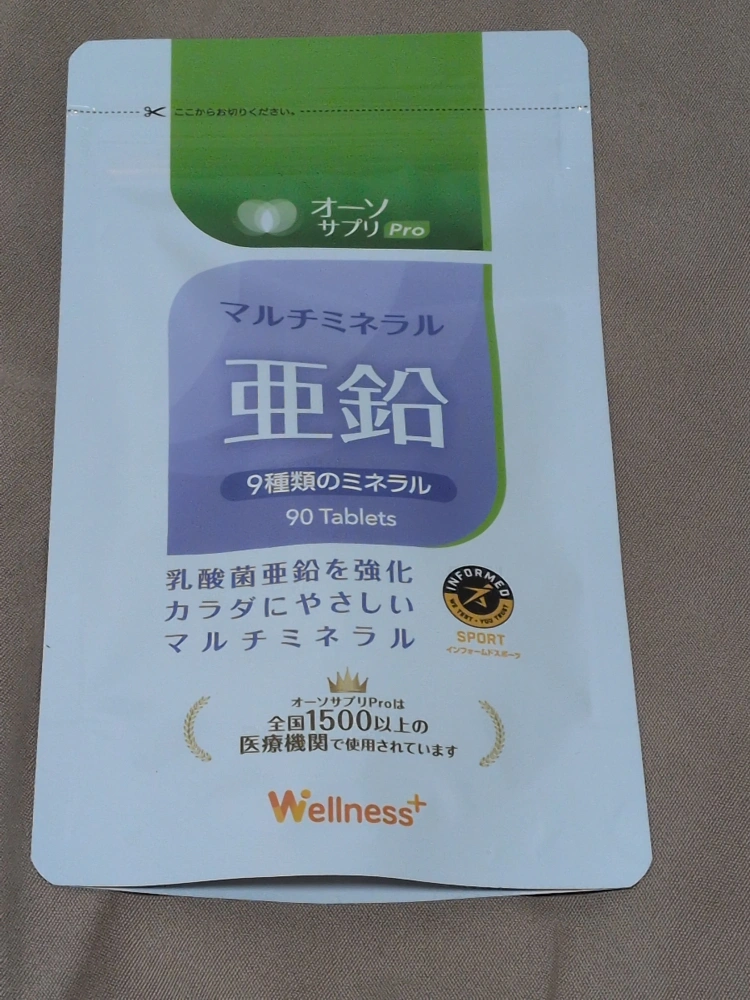 ここからお切りください。
オーソ
サプリ Pro
マルチミネラル
亜鉛
9種類のミネラル
90 Tablets
乳酸菌亜鉛を強化
カラダにやさしい
マルチミネラル
INFORMED
WE TEST • YOU TRUST
SPORT
インフォームドスポーツ
オーソサプリProは
全国1500以上の
医療機関で使用されています
Wellness+